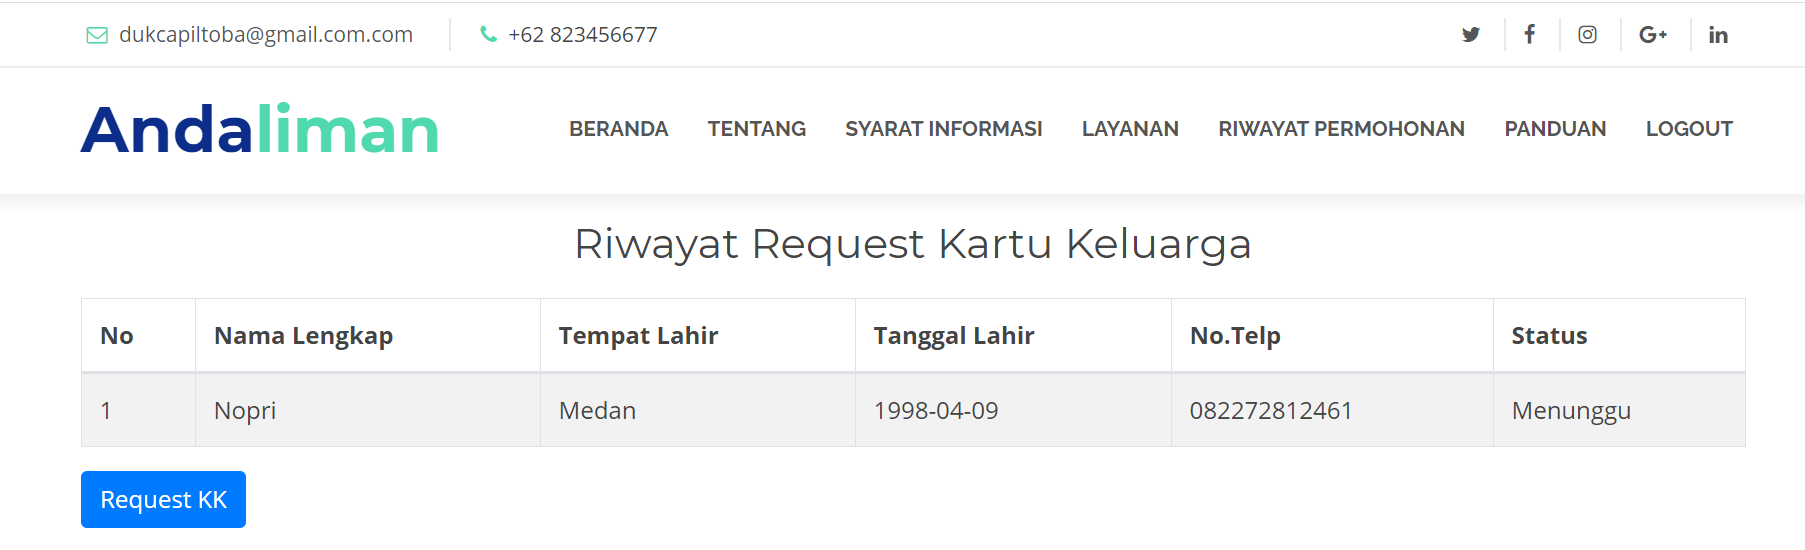 dukcapiltoba@gmail.com.com +62 823456677
Andaliman
BERANDA TENTANG SYARAT INFORMASI LAYANAN RIWAYAT PERMOHONAN PANDUAN LOGOUT
Riwayat Request Kartu Keluarga
No Nama Lengkap Tempat Lahir Tanggal Lahir No.Telp Status
1 Nopri Medan 1998-04-09 082272812461 Menunggu
Request KK